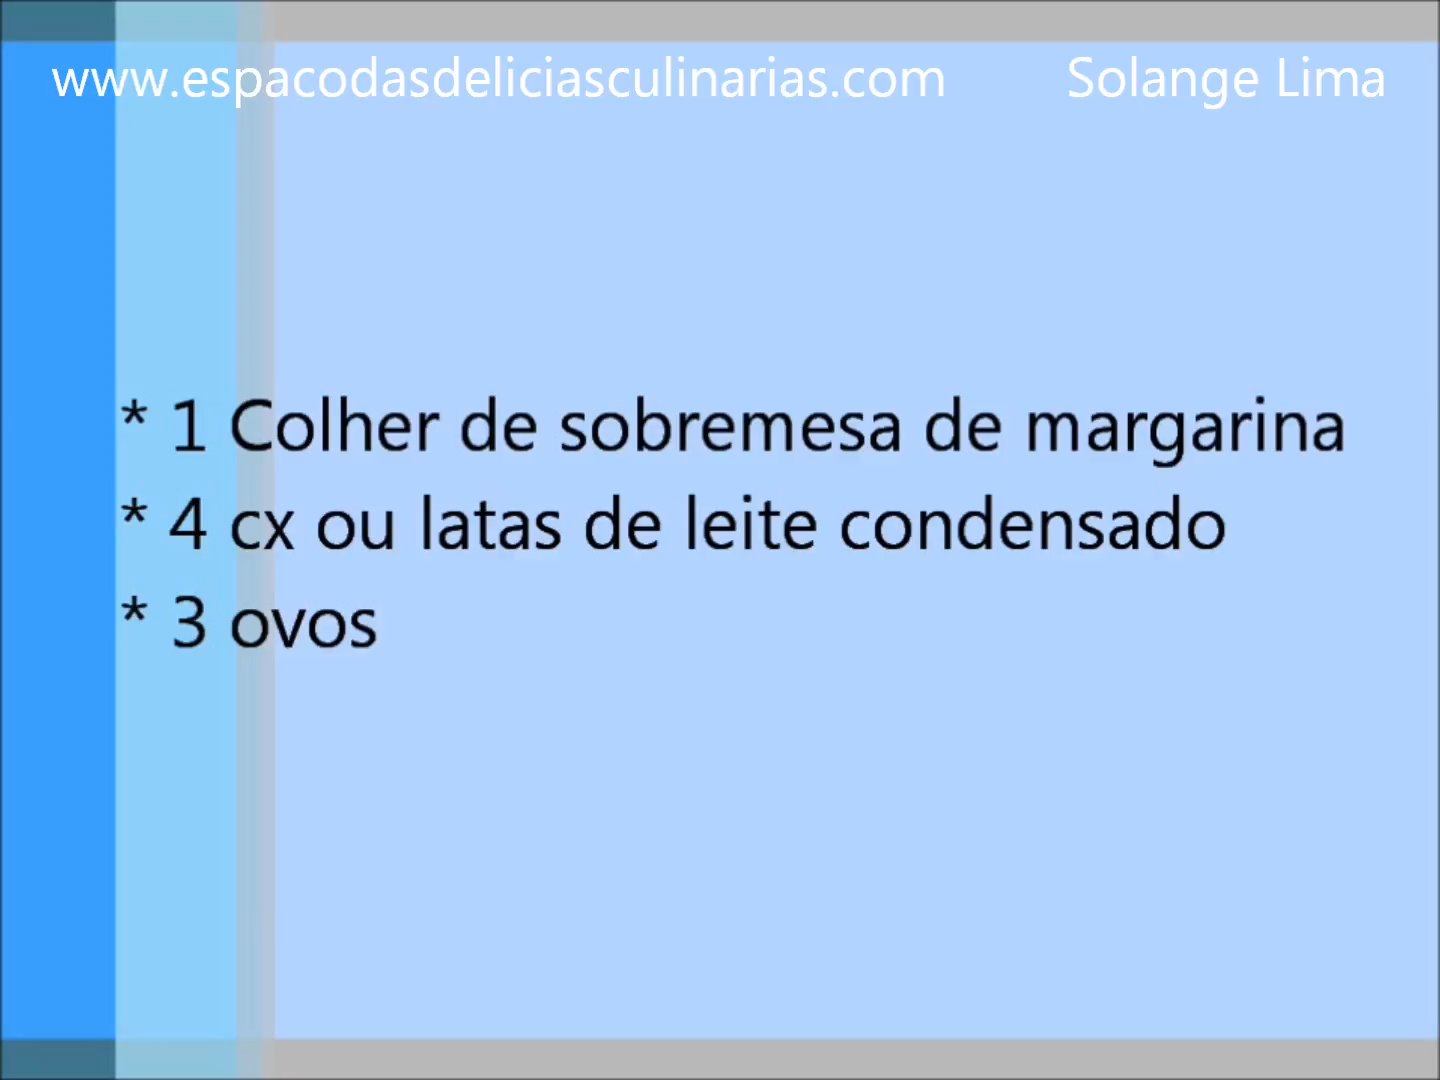 www.espacodasdeliciasculinarias.com Solange Lima
* 1 Colher de sobremesa de margarina
* 4 cx ou latas de leite condensado
* 3 ovos